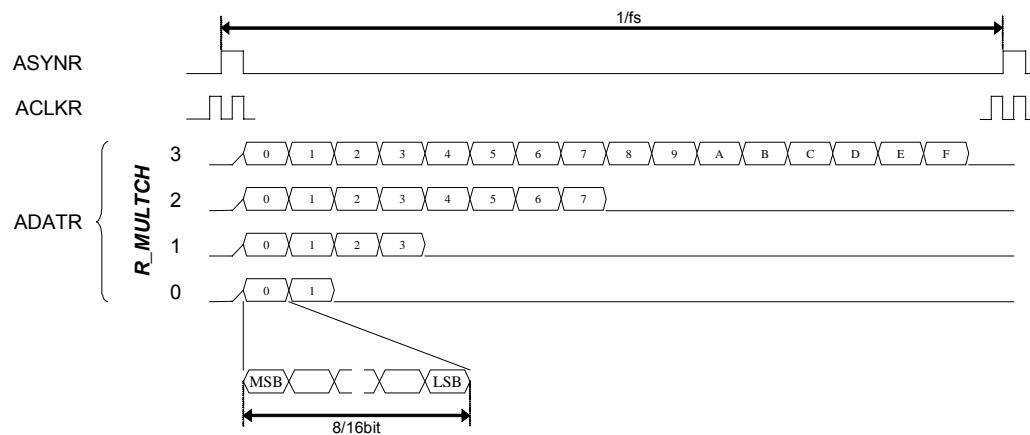 1/fs
ASYNR
ACLKR
ADATR
R_MULTCH
3 0 1 2 3 4 5 6 7 8 9 A B C D E F
2 0 1 2 3 4 5 6 7
1 0 1 2 3
0 0 1
MSB LSB
8/16bit